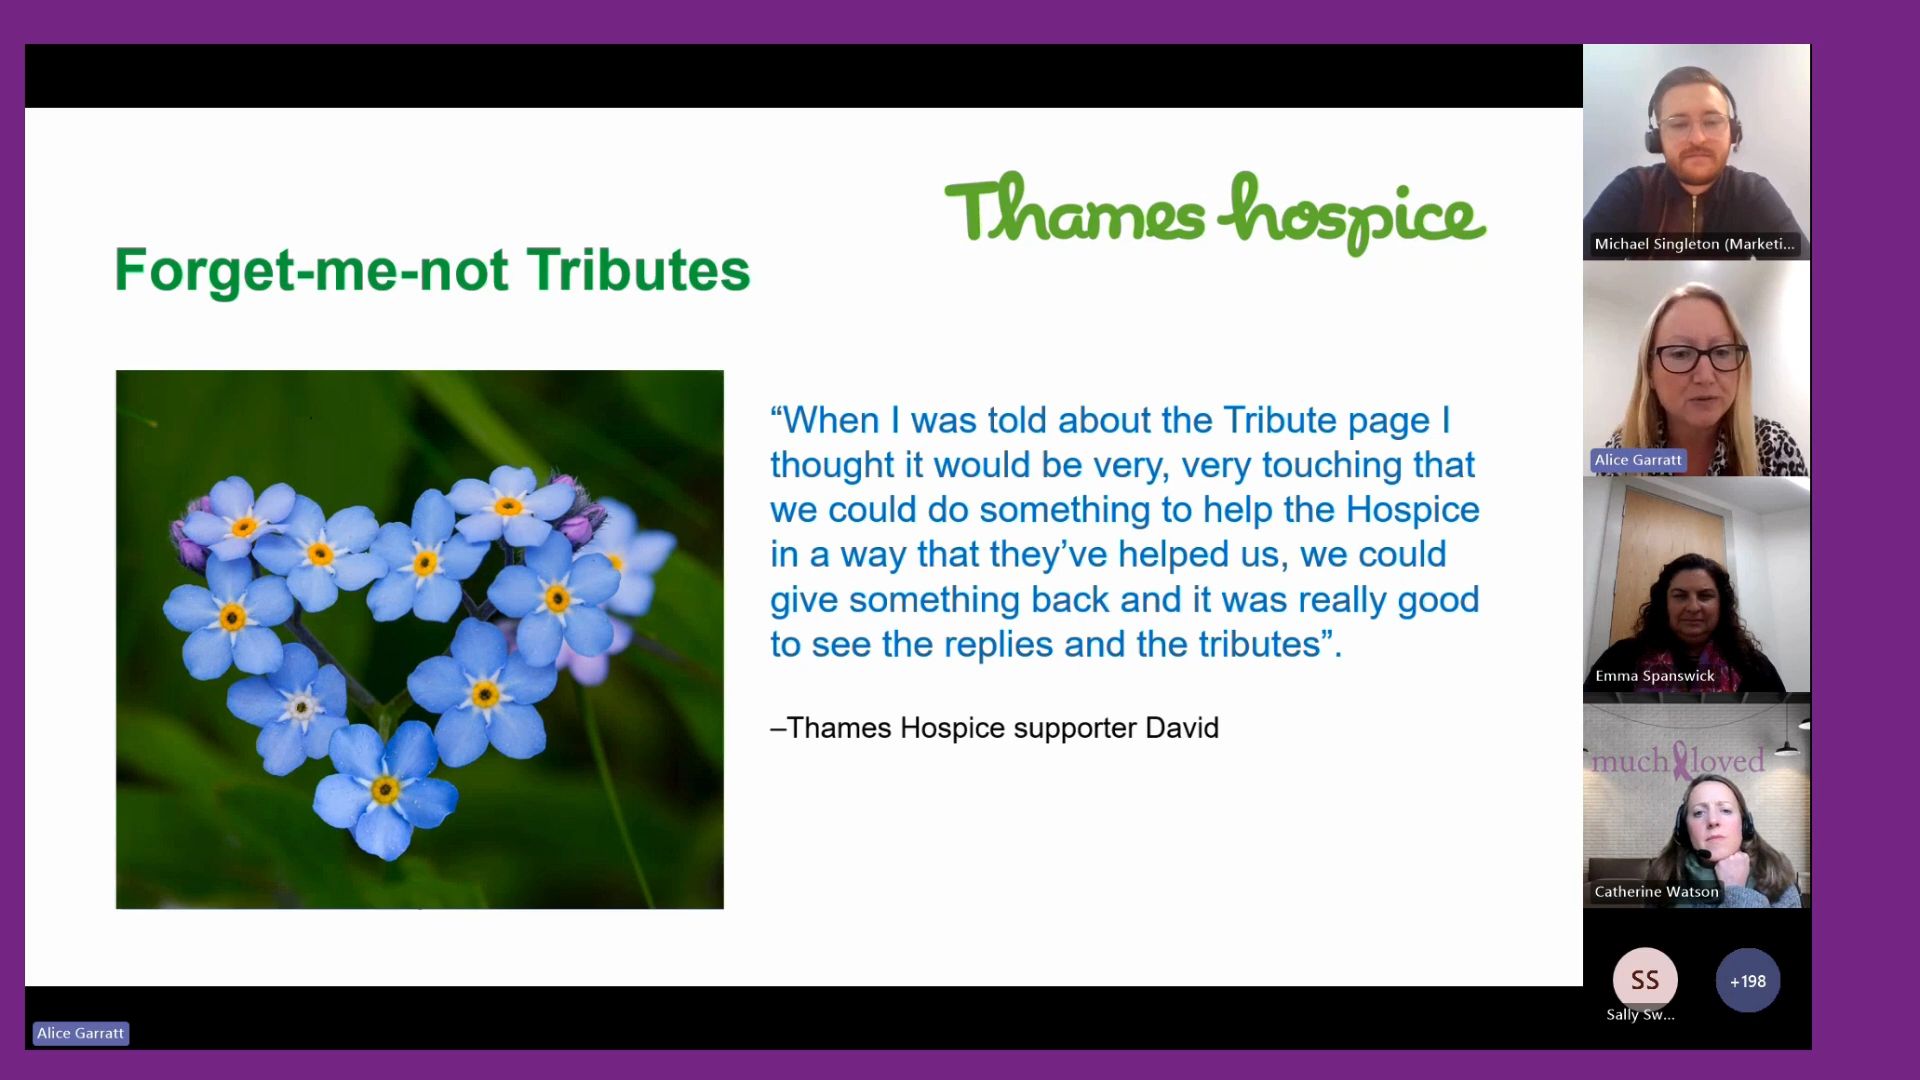 Thames hospice
Forget-me-not Tributes
“When I was told about the Tribute page I
thought it would be very, very touching that
we could do something to help the Hospice
in a way that they’ve helped us, we could
give something back and it was really good
to see the replies and the tributes”.
–Thames Hospice supporter David
Michael Singleton (Marketi...
Alice Garratt
Emma Spanswick
much loved
Catherine Watson
SS
Sally Sw...
+198
Alice Garratt